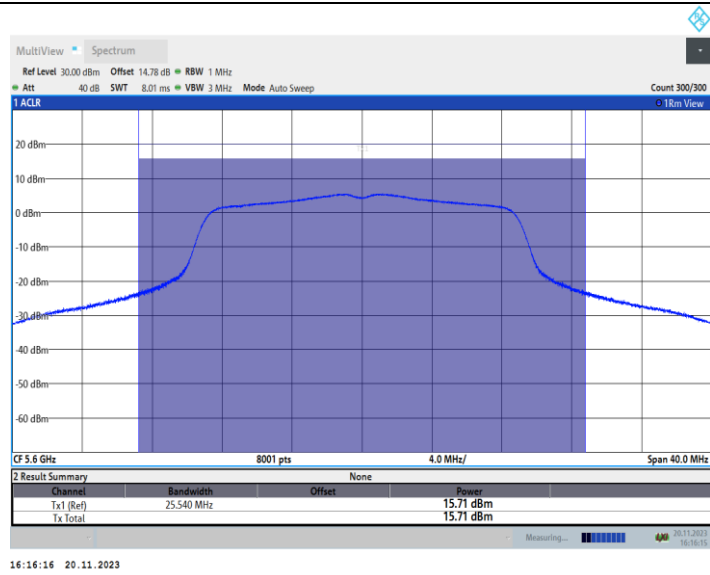 MultiView Spectrum
Ref Level 30.00 dBm Offset 14.78 dB RBW 1 MHz
Att 40 dB SWT 8.01 ms VBW 3 MHz Mode Auto Sweep Count 300/300
1 ACLR 1Rm View
20 dBm
10 dBm
0 dBm
-10 dBm
-20 dBm
-30 dBm
-40 dBm
-50 dBm
-60 dBm
CF 5.6 GHz 8001 pts 4.0 MHz/ Span 40.0 MHz
2 Result Summary None
Channel Bandwidth Offset Power
Tx1 (Ref) 25.540 MHz 15.71 dBm
Tx Total 15.71 dBm
Measuring... 20.11.2023
16:16:15
16:16:16 20.11.2023